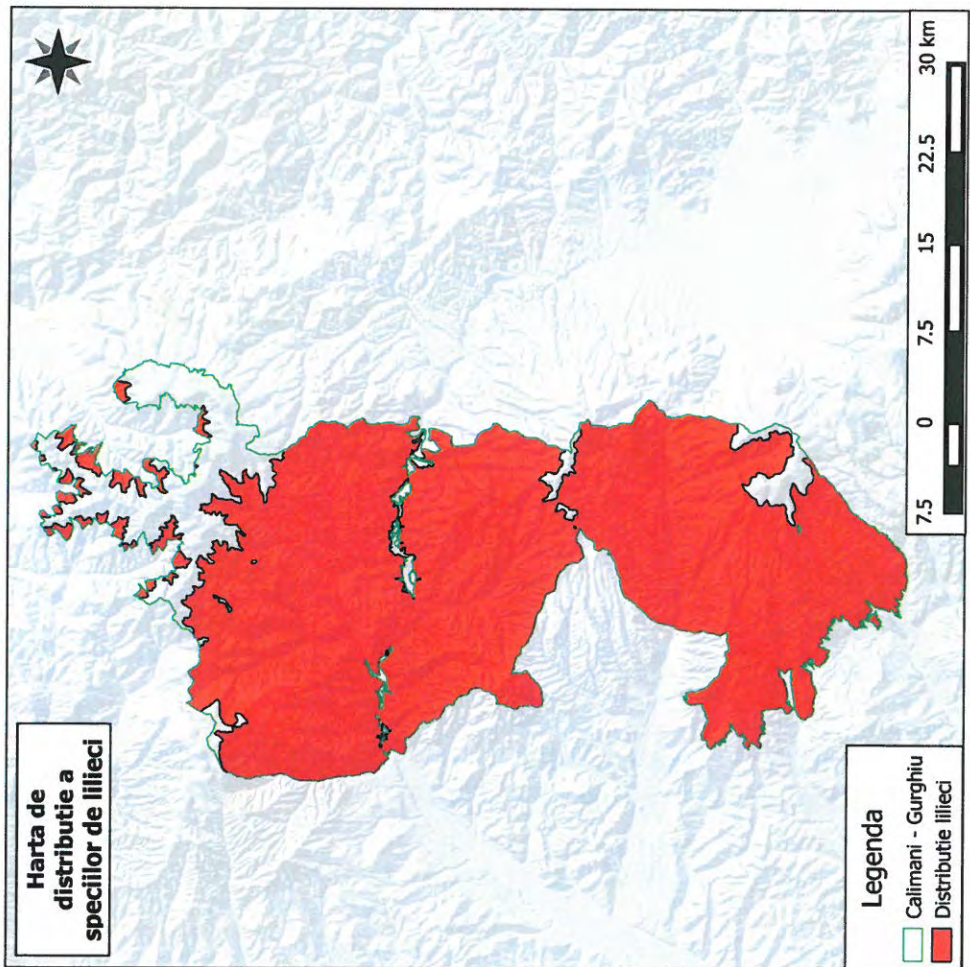 Harta de
distributie a
speciilor de lilieci
Legenda
Calimani - Gurghiu
Distributie lilieci
7.5 0 7.5 15 22.5 30 km